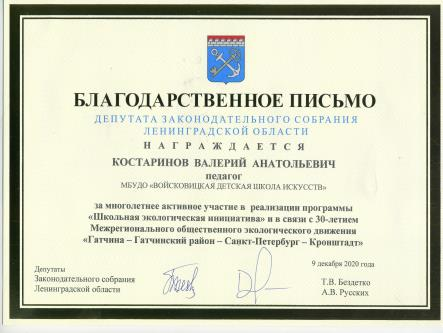 БЛАГОДАРСТВЕННОЕ ПИСЬМО
ДЕПУТАТА ЗАКОНОДАТЕЛЬНОГО СОБРАНИЯ
ЛЕНИНГРАДСКОЙ ОБЛАСТИ
НАГРАЖДАЕТСЯ
КОСТАРИНОВ ВАЛЕРИЙ АНАТОЛЬЕВИЧ
педагог
МБУДО «ВОЙСКОВИЦКАЯ ДЕТСКАЯ ШКОЛА ИСКУССТВ»
за многолетнее активное участие в реализации программы
«Школьная экологическая инициатива» и в связи с 30-летием
Межрегионального общественного экологического движения
«Гатчина – Гатчинский район – Санкт-Петербург – Кронштадт»
Депутаты
Законодательного собрания
Ленинградской области
9 декабря 2020 года
Т.В. Бездетко
А.В. Русских